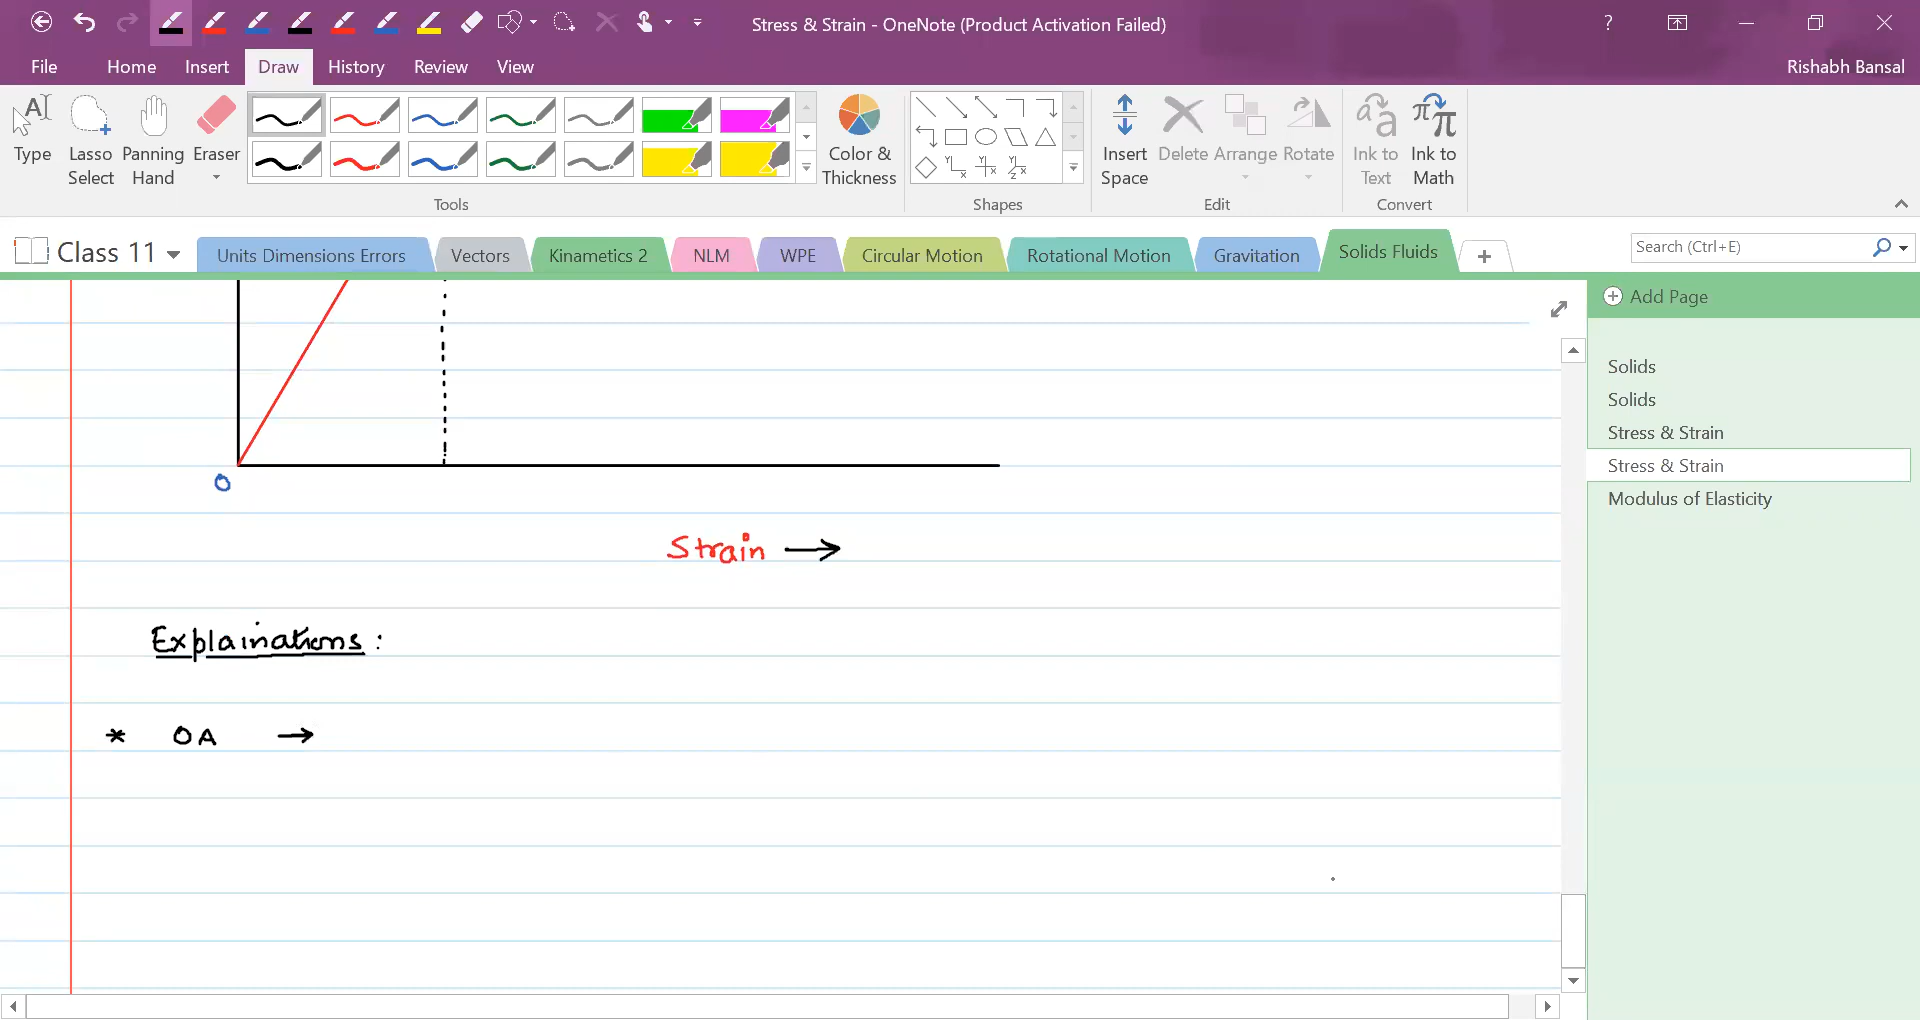 Stress & Strain - OneNote (Product Activation Failed)
?
File Home Insert Draw History Review View
Rishabh Bansal
Type
Lasso Select
Panning Hand
Eraser
Color & Thickness
Insert Space
Delete
Arrange
Rotate
Ink to Text
Ink to Math
Tools
Shapes
Edit
Convert
Class 11
Units Dimensions Errors
Vectors
Kinametics 2
NLM
WPE
Circular Motion
Rotational Motion
Gravitation
Solids Fluids
Search (Ctrl+E)
Add Page
Solids
Solids
Stress & Strain
Stress & Strain
Modulus of Elasticity
O
Strain →
Explainations :
* OA →